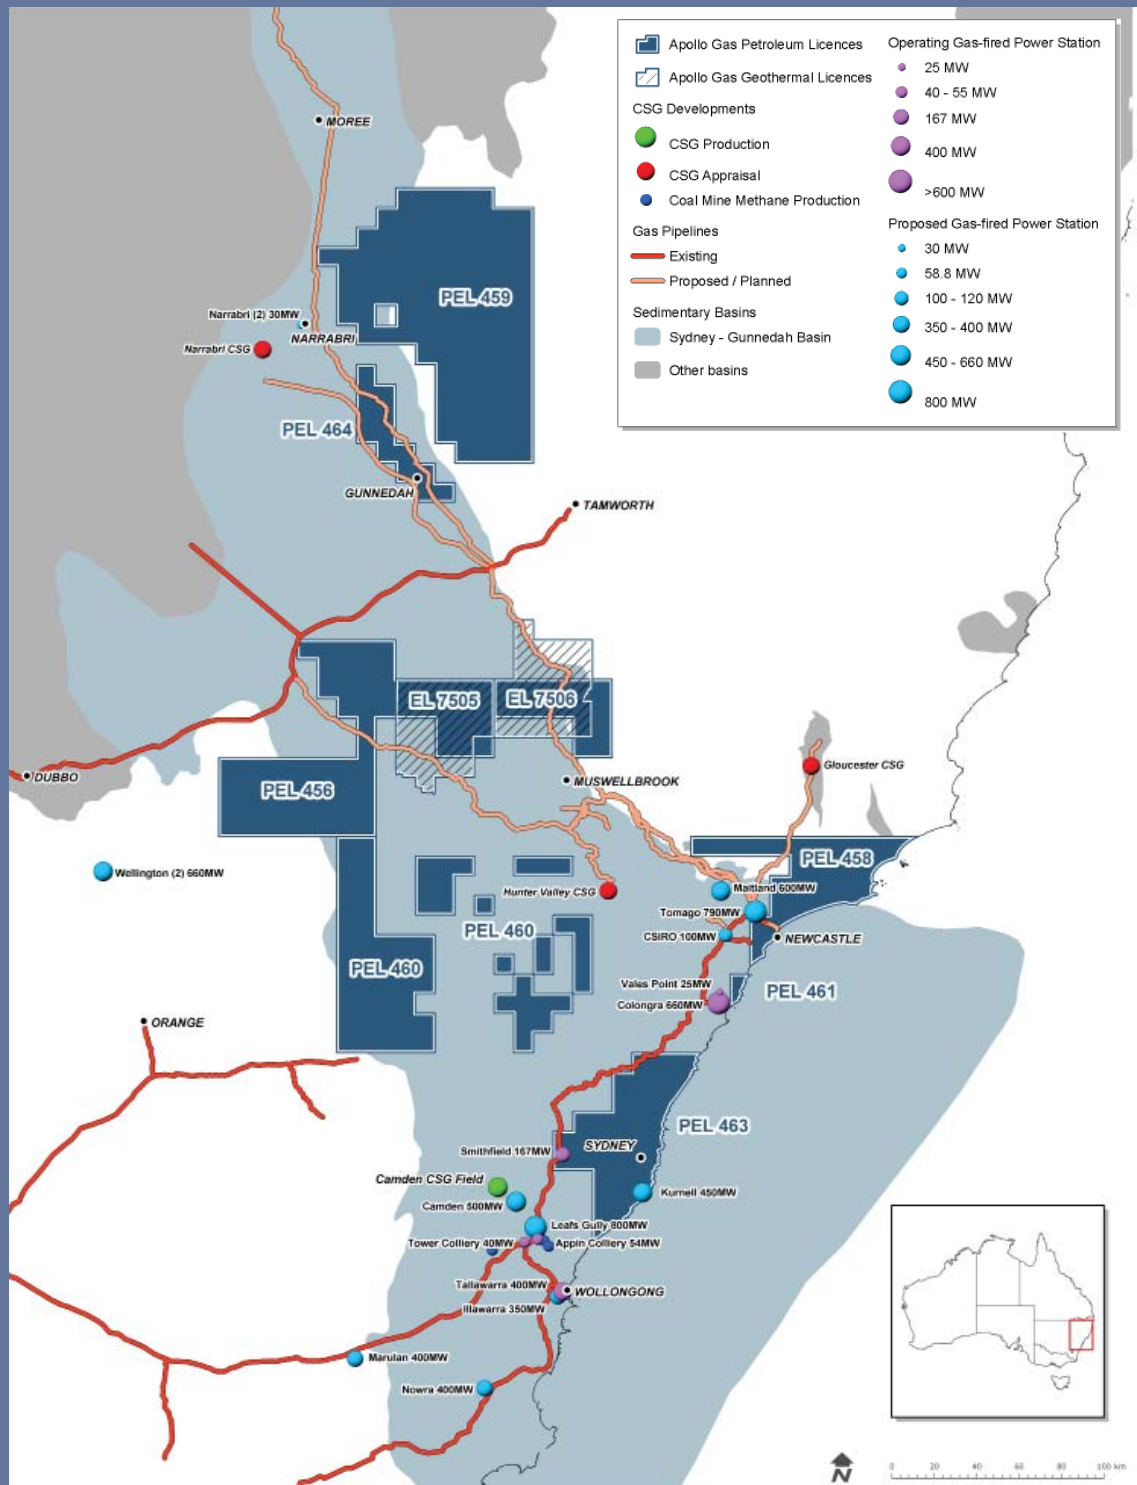 Apollo Gas Petroleum Licences
Apollo Gas Geothermal Licences
CSG Developments
CSG Production
CSG Appraisal
Coal Mine Methane Production
Gas Pipelines
Existing
Proposed / Planned
Sedimentary Basins
Sydney - Gunnedah Basin
Other basins
Operating Gas-fired Power Station
25 MW
40 - 55 MW
167 MW
400 MW
>600 MW
Proposed Gas-fired Power Station
30 MW
58.8 MW
100 - 120 MW
350 - 400 MW
450 - 660 MW
800 MW
MOREE
PEL 459
Narrabri (2) 30MW
NARRABRI
Narrabri CSG
PEL 464
GUNNEDAH
TAMWORTH
EL 7505
EL 7506
DUBBO
PEL 456
MUSWELLBROOK
Gloucester CSG
PEL 458
Wellington (2) 660MW
Hunter Valley CSG
Maitland 600MW
Tomago 790MW
PEL 460
CSIRO 100MW
NEWCASTLE
PEL 460
Vales Point 25MW
PEL 461
Colongra 660MW
ORANGE
PEL 463
SYDNEY
Smithfield 167MW
Camden CSG Field
Kurnell 450MW
Camden 500MW
Leafs Gully 800MW
Tower Colliery 40MW
Appin Colliery 54MW
Tallawarra 400MW
WOLLONGONG
Illawarra 350MW
Marulan 400MW
Nowra 400MW
N
0 20 40 60 80 100 km